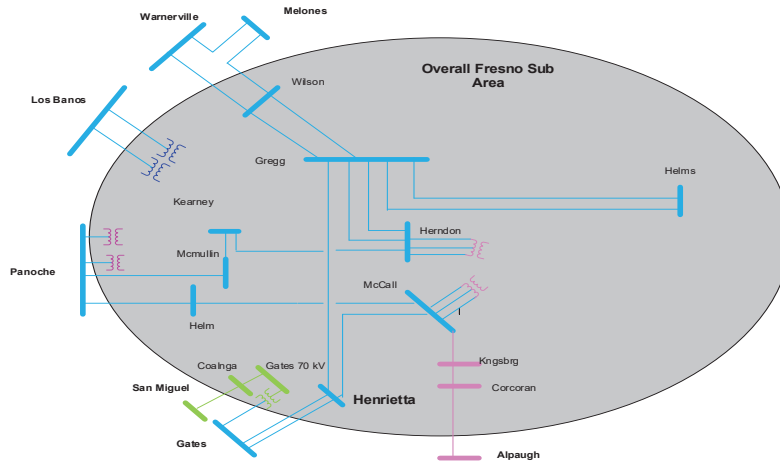 Warnerville
Melones
Overall Fresno Sub
Area
Wilson
Los Banos
Gregg
Helms
Kearney
Herndon
Mcmullin
Panoche
McCall
Helm
Kngsbrg
Coalnga
Gates 70 kV
San Miguel
Henrietta
Corcoran
Gates
Alpaugh